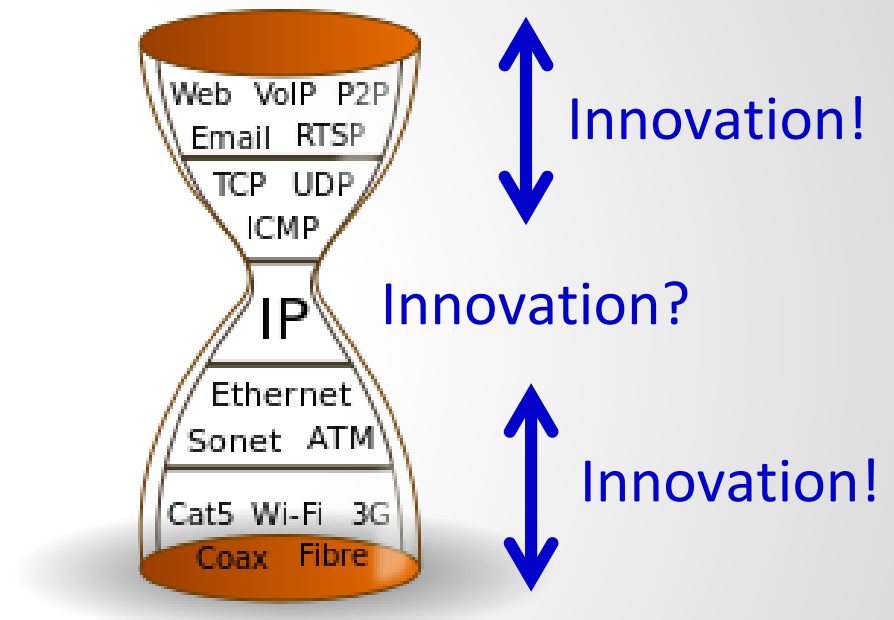 Web VoIP P2P
Email RTSP
Innovation!
TCP UDP
ICMP
IP
Innovation?
Ethernet
Sonet ATM
Innovation!
Cat5 Wi-Fi 3G
Coax Fibre